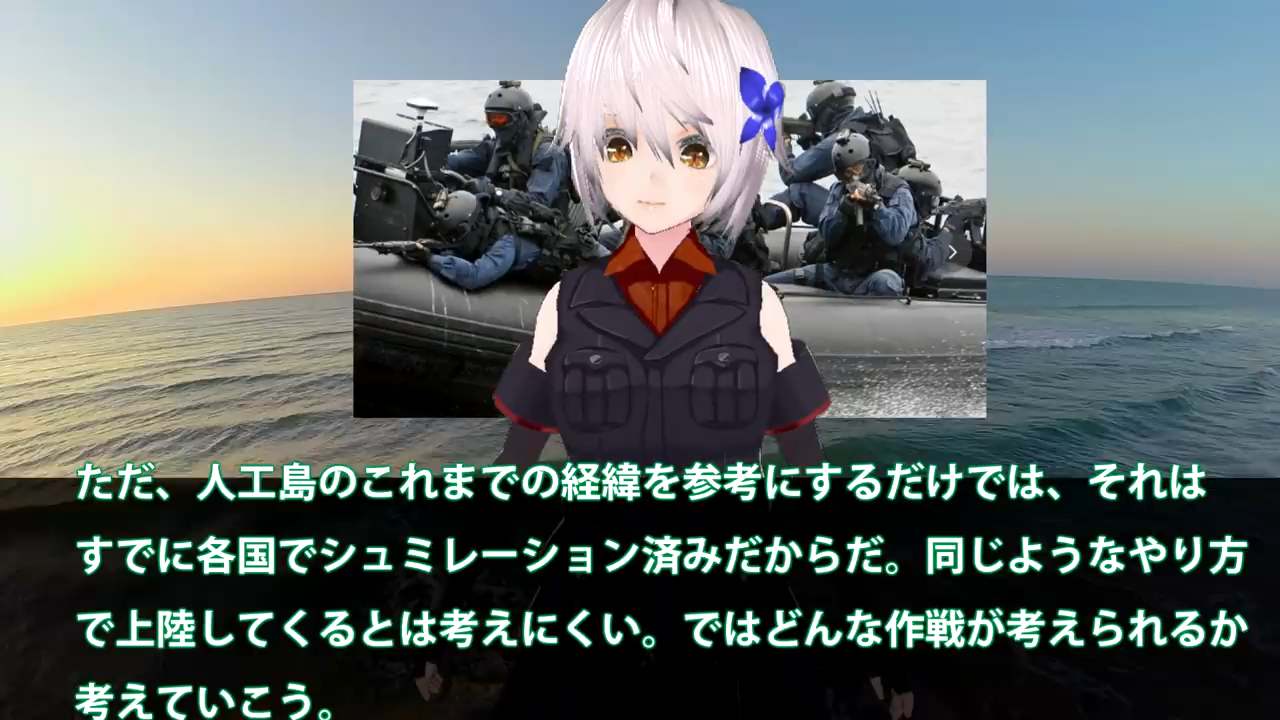 ただ、人工島のこれまでの経緯を参考にするだけでは、それは
すでに各国でシュミレーション済みだからだ。同じようなやり方
で上陸してくるとは考えにくい。ではどんな作戦が考えられるか
考えていこう。